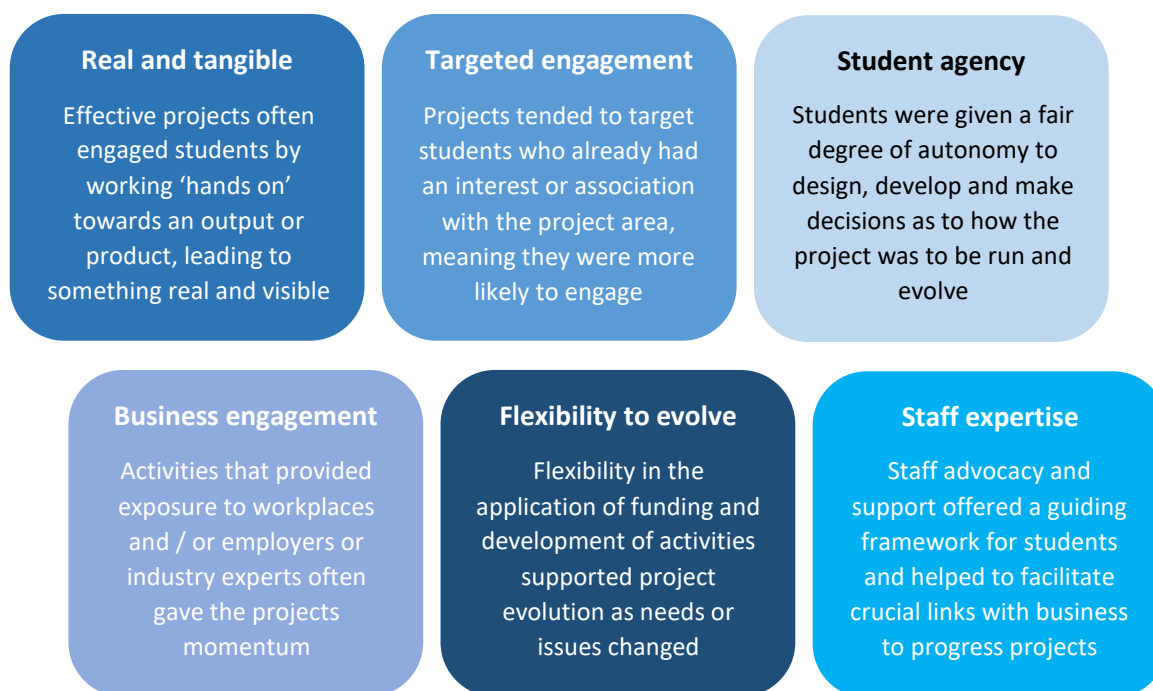 Real and tangible
Effective projects often
engaged students by
working ‘hands on’
towards an output or
product, leading to
something real and visible
Targeted engagement
Projects tended to target
students who already had
an interest or association
with the project area,
meaning they were more
likely to engage
Student agency
Students were given a fair
degree of autonomy to
design, develop and make
decisions as to how the
project was to be run and
evolve
Business engagement
Activities that provided
exposure to workplaces
and / or employers or
industry experts often
gave the projects
momentum
Flexibility to evolve
Flexibility in the
application of funding and
development of activities
supported project
evolution as needs or
issues changed
Staff expertise
Staff advocacy and
support offered a guiding
framework for students
and helped to facilitate
crucial links with business
to progress projects